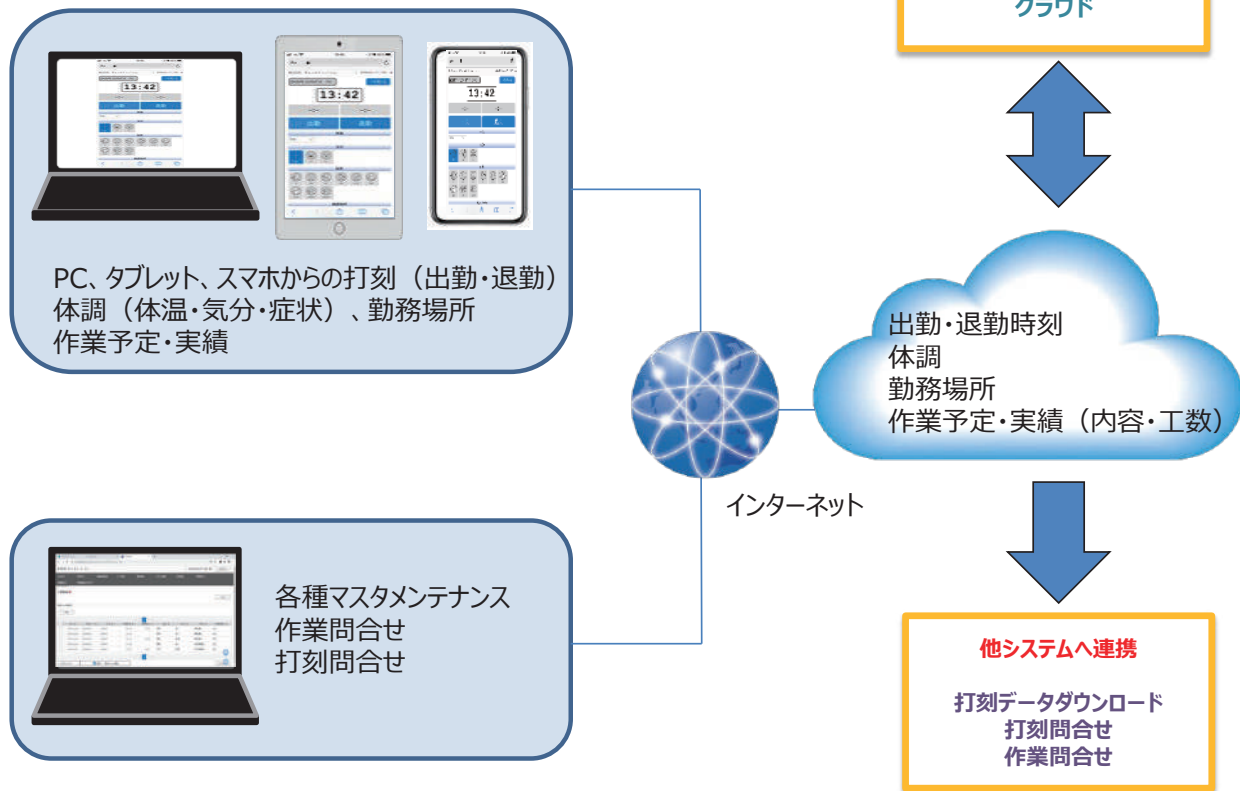 クラウド
13:42
13:42
13:42
PC、タブレット、スマホからの打刻（出勤・退勤）
体調（体温・気分・症状）、勤務場所
作業予定・実績
出勤・退勤時刻
体調
勤務場所
作業予定・実績（内容・工数）
インターネット
各種マスタメンテナンス
作業問合せ
打刻問合せ
他システムへ連携
打刻データダウンロード
打刻問合せ
作業問合せ